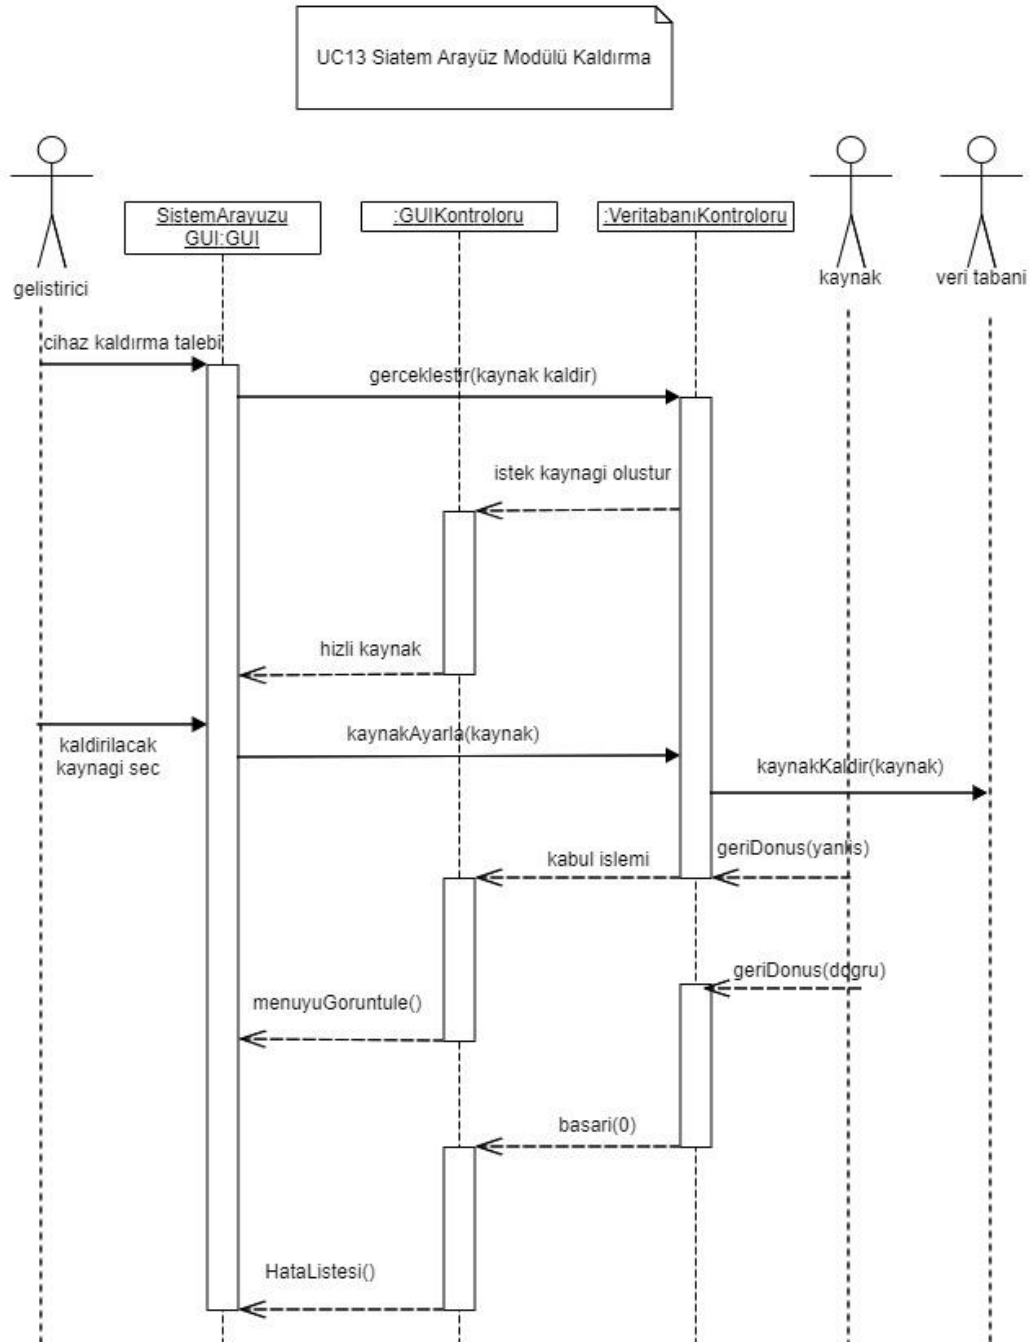 UC13 Siatem Arayüz Modülü Kaldırma
SistemArayuzu
GUI:GUI
:GUIKontroloru
:VeritabanıKontroloru
gelistirici
kaynak
veri tabani
cihaz kaldırma talebi
gerceklestir(kaynak kaldir)
istek kaynagi olustur
hizli kaynak
kaldirilacak
kaynagi sec
kaynakAyarla(kaynak)
kaynakKaldir(kaynak)
geriDonus(yanlis)
kabul islemi
geriDonus(dogru)
menuyuGoruntule()
basari(0)
HataListesi()